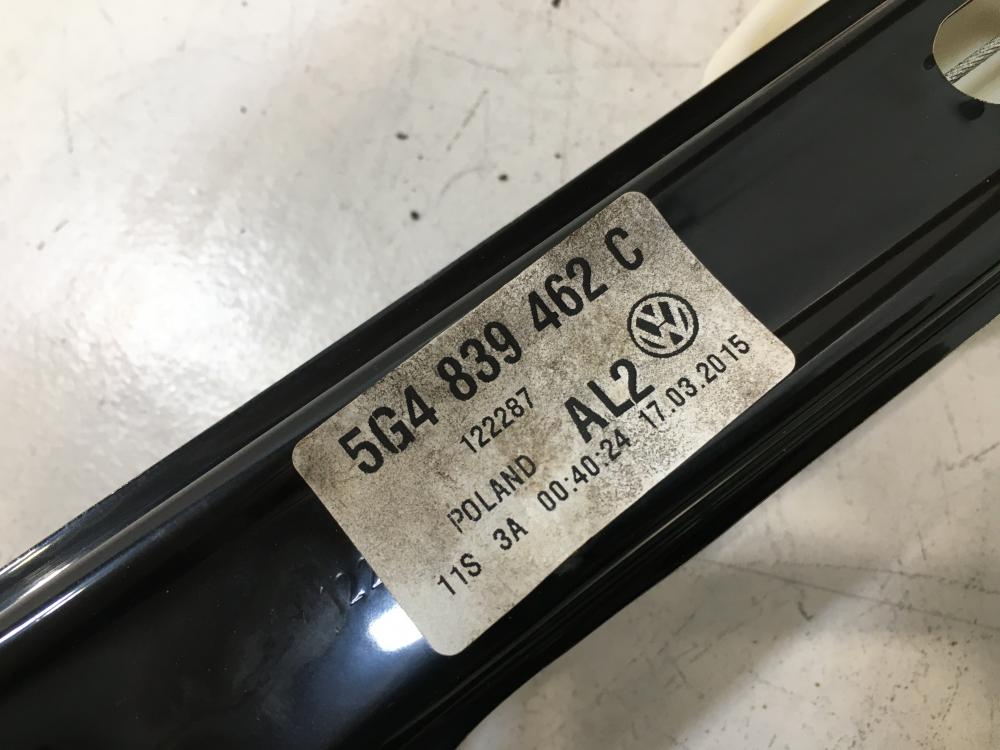 5G4 839 462 C
122287
AL2
POLAND
11S 3A 00:40:24 17.03.2015